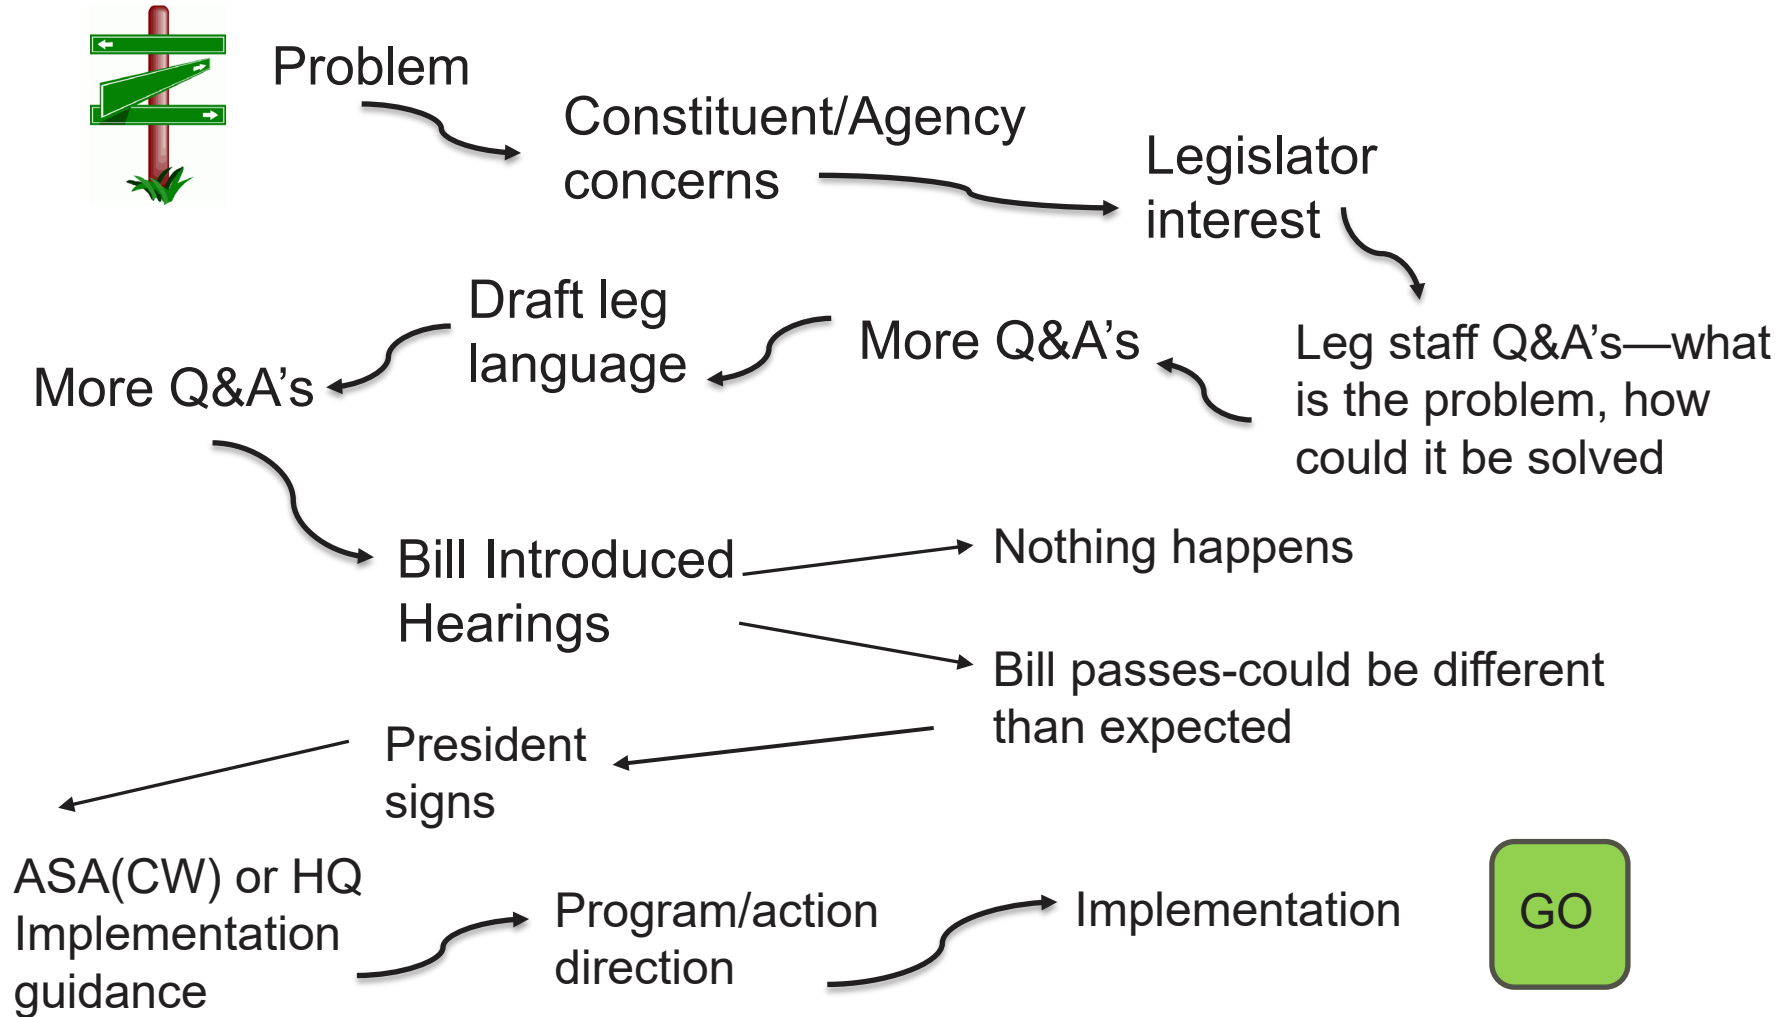 Problem
Constituent/Agency
concerns
Legislator
interest
Leg staff Q&A’s—what
is the problem, how
could it be solved
More Q&A’s
Draft leg
language
More Q&A’s
Bill Introduced
Hearings
Nothing happens
Bill passes-could be different
than expected
President
signs
ASA(CW) or HQ
Implementation
guidance
Program/action
direction
Implementation
GO